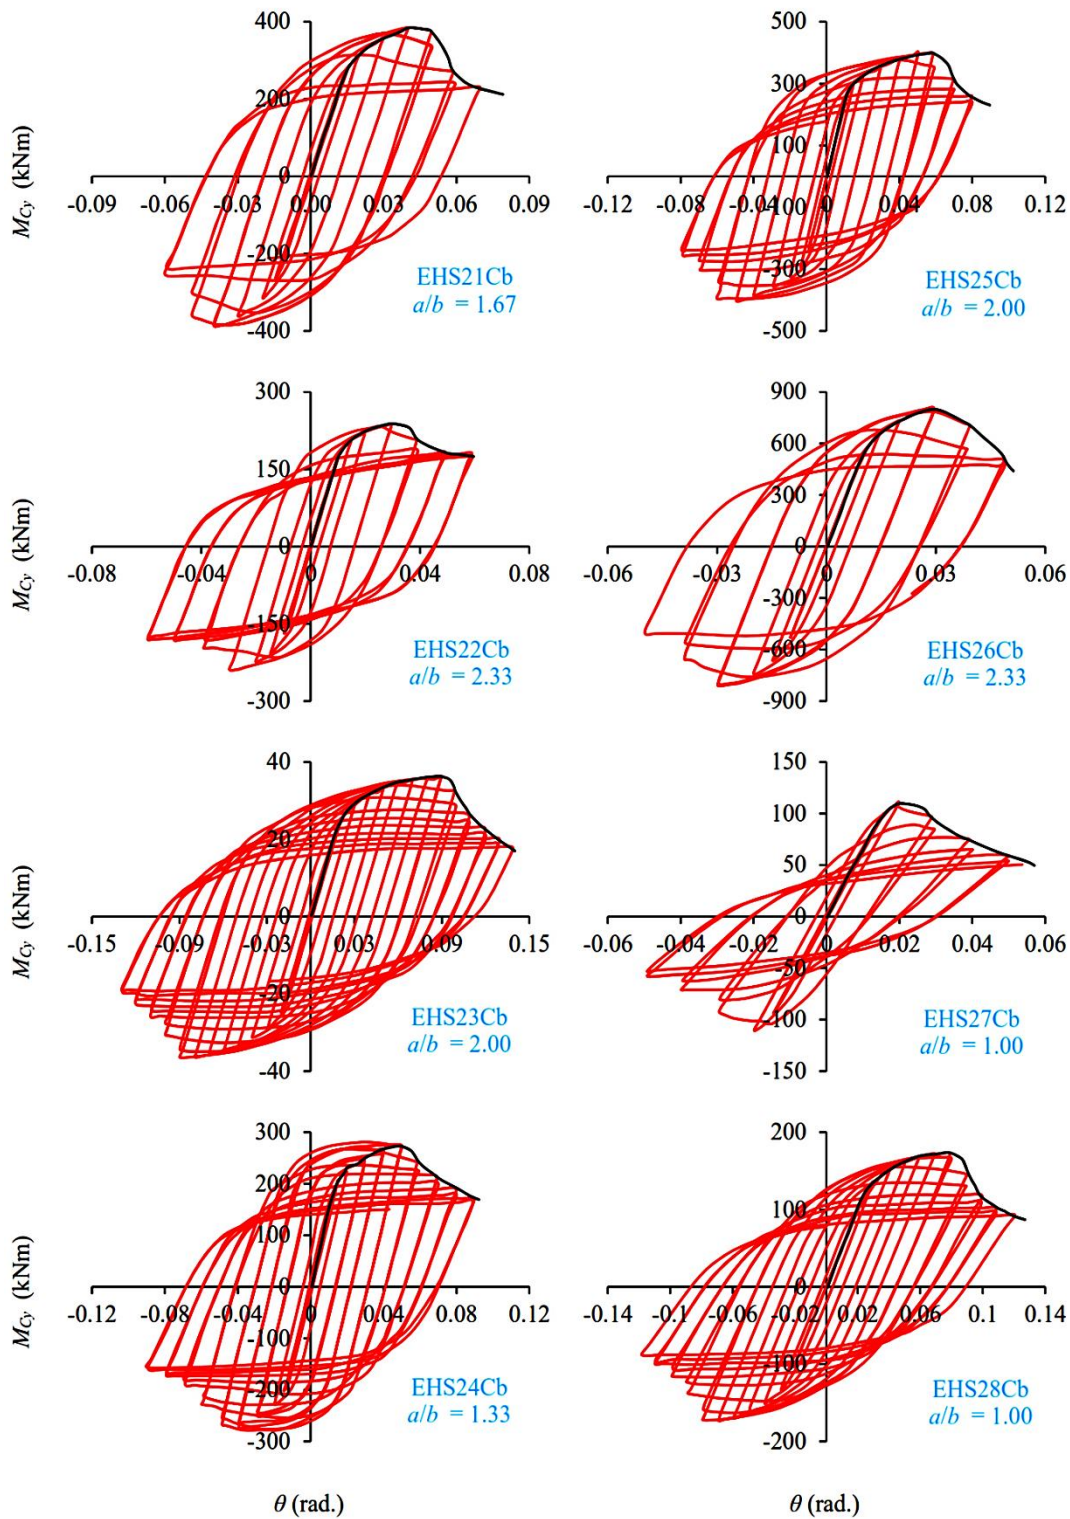 400
200
0
-200
-400
-0.09 -0.06 -0.03 0.00 0.03 0.06 0.09
M_Cy (kNm)
EHS21Cb
a/b = 1.67
500
300
100
-100
-300
-500
-0.12 -0.08 -0.04 0 0.04 0.08 0.12
EHS25Cb
a/b = 2.00
300
150
0
-150
-300
-0.08 -0.04 0 0.04 0.08
M_Cy (kNm)
EHS22Cb
a/b = 2.33
900
600
300
0
-300
-600
-900
-0.06 -0.03 0 0.03 0.06
EHS26Cb
a/b = 2.33
40
20
0
-20
-40
-0.15 -0.09 -0.03 0.03 0.09 0.15
M_Cy (kNm)
EHS23Cb
a/b = 2.00
150
100
50
0
-50
-100
-150
-0.06 -0.04 -0.02 0 0.02 0.04 0.06
EHS27Cb
a/b = 1.00
300
200
100
0
-100
-200
-300
-0.12 -0.08 -0.04 0 0.04 0.08 0.12
M_Cy (kNm)
EHS24Cb
a/b = 1.33
200
100
0
-100
-200
-0.14 -0.1 -0.06 -0.02 0.02 0.06 0.1 0.14
EHS28Cb
a/b = 1.00
θ (rad.)
θ (rad.)